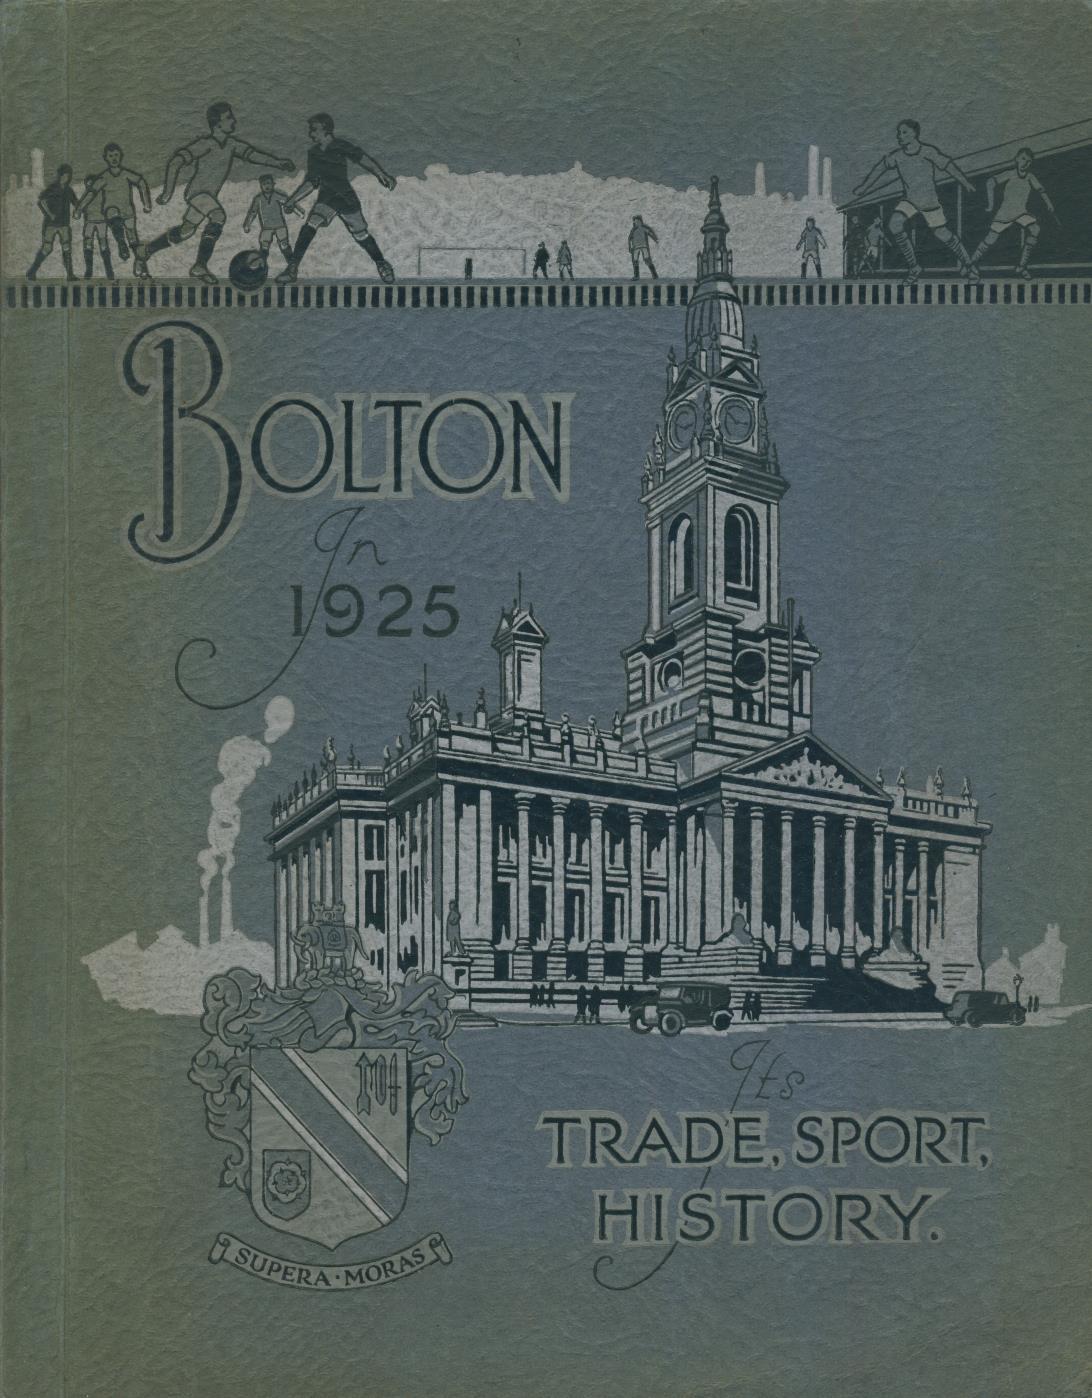 BOLTON
In
1925
Its
TRADE, SPORT,
HISTORY.
SUPERA · MORAS